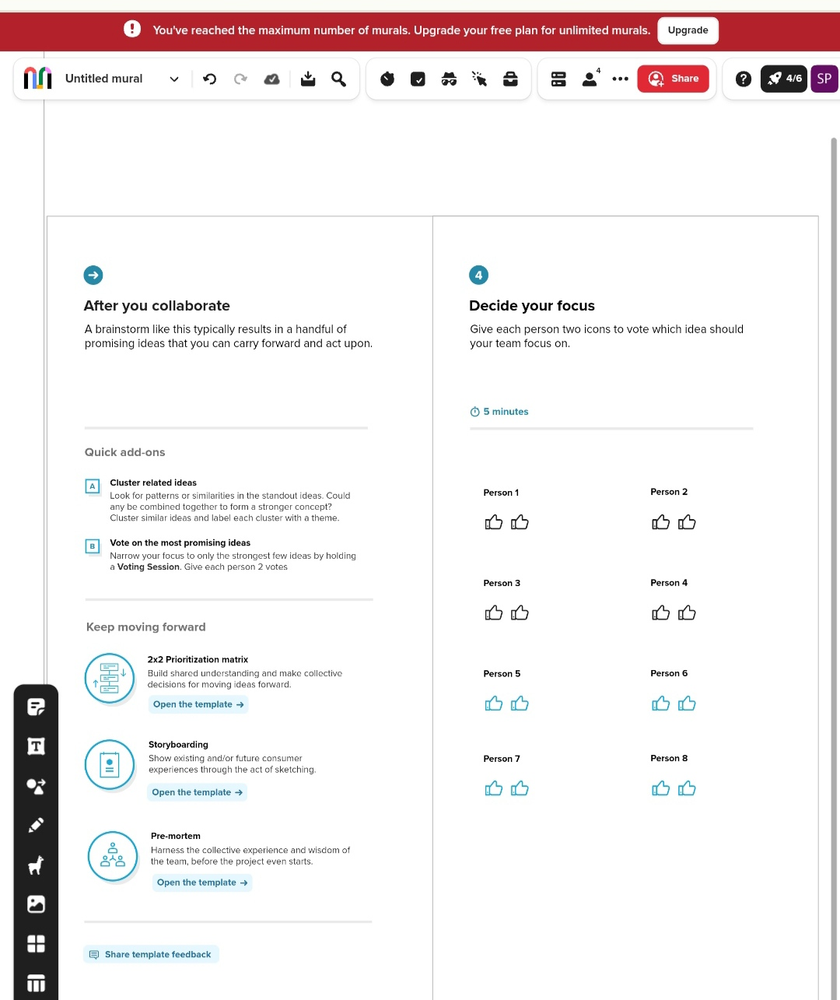 You've reached the maximum number of murals. Upgrade your free plan for unlimited murals. Upgrade
Untitled mural
4
Share
4/6
SP
After you collaborate
A brainstorm like this typically results in a handful of
promising ideas that you can carry forward and act upon.
Quick add-ons
A
Cluster related ideas
Look for patterns or similarities in the standout ideas. Could
any be combined together to form a stronger concept?
Cluster similar ideas and label each cluster with a theme.
B
Vote on the most promising ideas
Narrow your focus to only the strongest few ideas by holding
a Voting Session. Give each person 2 votes
Keep moving forward
2x2 Prioritization matrix
Build shared understanding and make collective
decisions for moving ideas forward.
Open the template →
Storyboarding
Show existing and/or future consumer
experiences through the act of sketching.
Open the template →
Pre-mortem
Harness the collective experience and wisdom of
the team, before the project even starts.
Open the template →
Share template feedback
4
Decide your focus
Give each person two icons to vote which idea should
your team focus on.
5 minutes
Person 1
Person 2
Person 3
Person 4
Person 5
Person 6
Person 7
Person 8
T